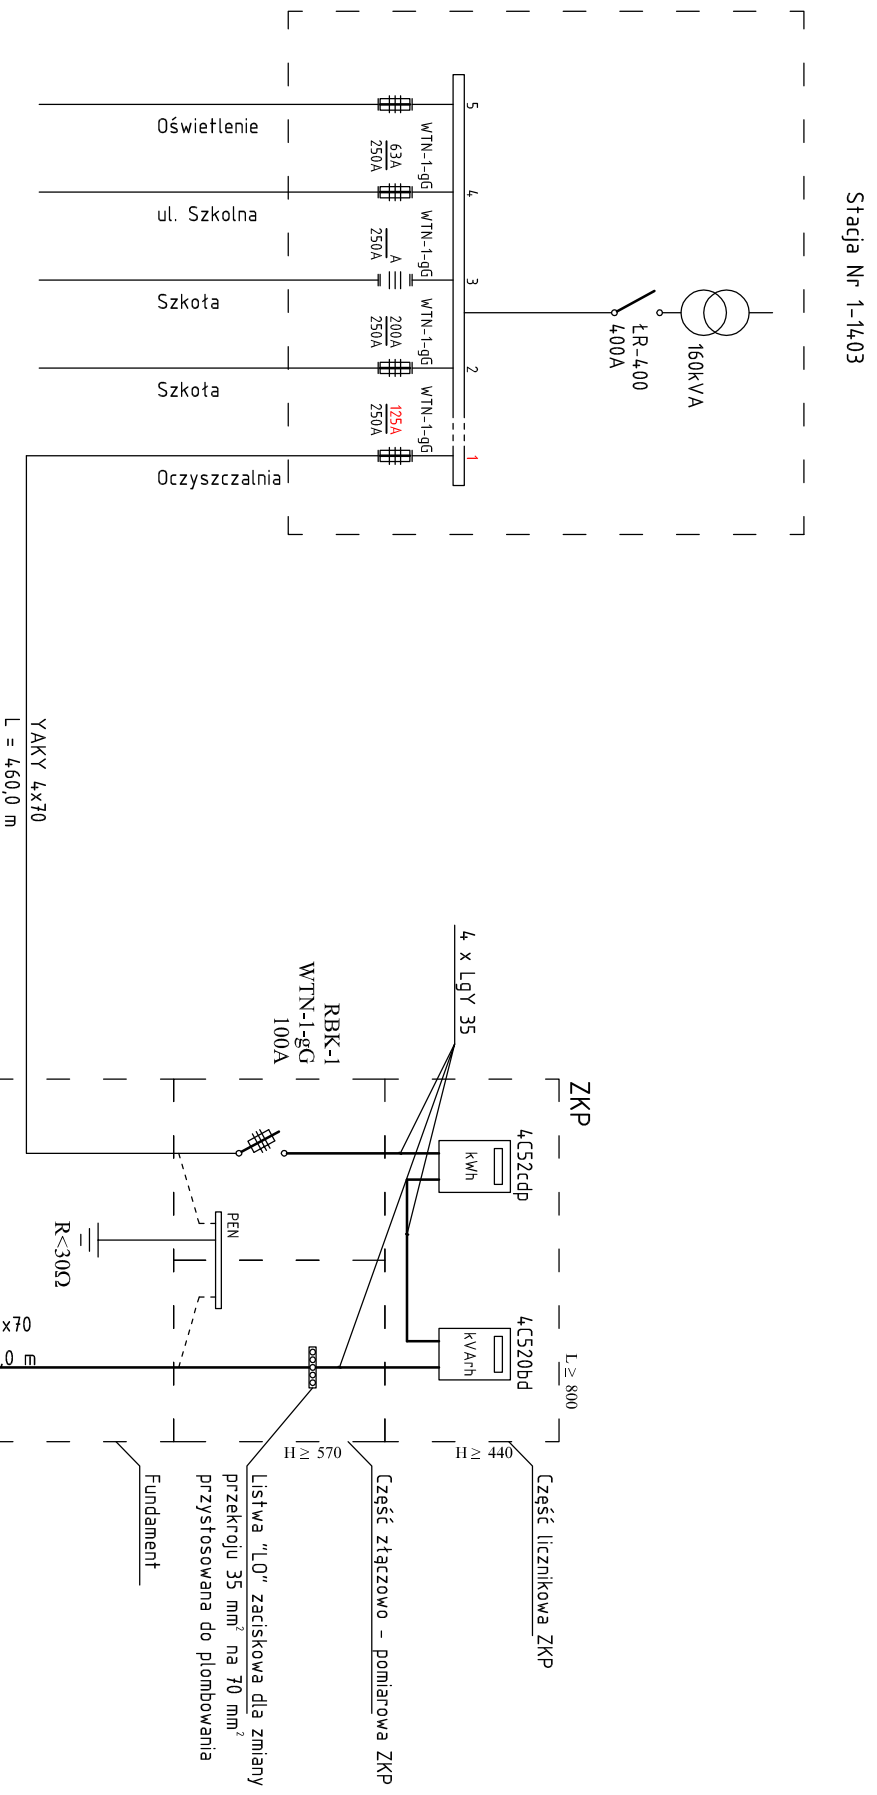 Stacja Nr 1-1403
160kVA
ŁR-400
400A
5
4
3
2
1
WTN-1-gG
63A
250A
WTN-1-gG
A
250A
WTN-1-gG
200A
250A
WTN-1-gG
125A
250A
Oświetlenie
ul. Szkolna
Szkoła
Szkoła
Oczyszczalnia
YAKY 4x70
L = 460,0 m
4 x LgY 35
RBK-1
WTN-1-gG
100A
ZKP
4C52cdp
kWh
4C520bd
kVArh
L ≥ 800
H ≥ 440
H ≥ 570
PEN
R<30Ω
x70
,0 m
Część licznikowa ZKP
Część złączowo - pomiarowa ZKP
Listwa "LO" zaciskowa dla zmiany
przekroju 35 mm² na 70 mm²
przystosowana do plombowania
Fundament